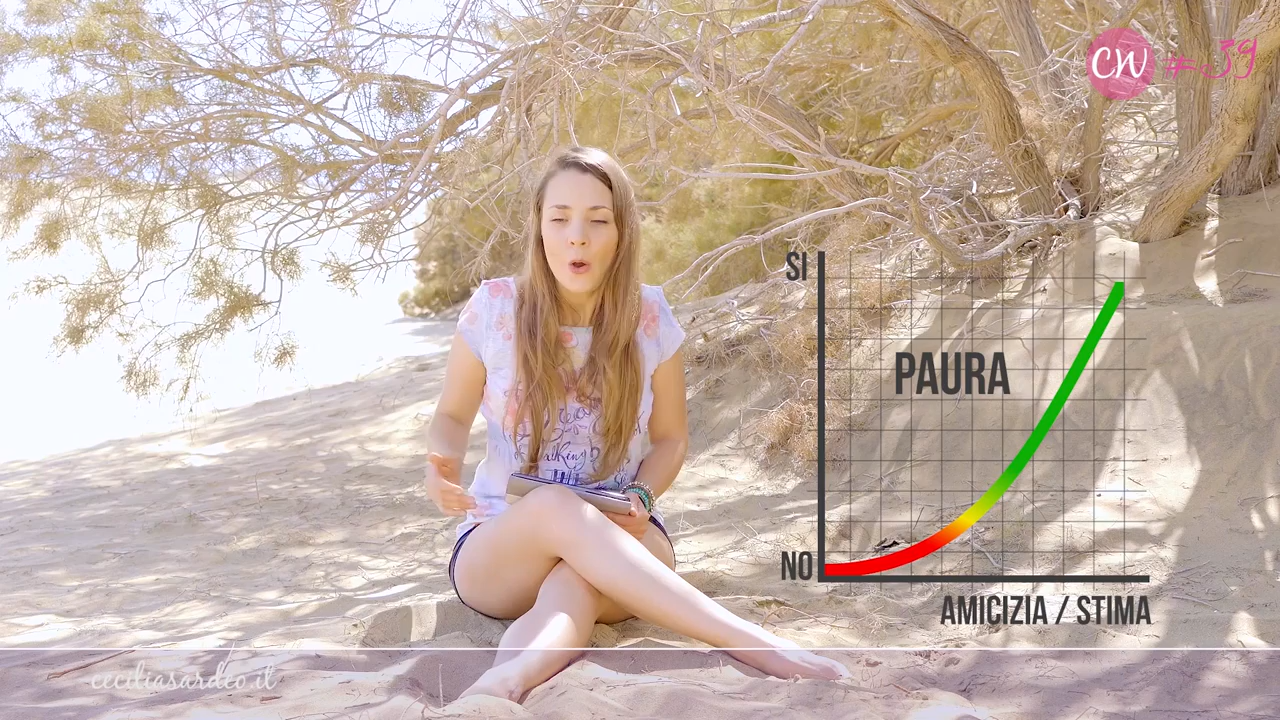 CW #39
SI
PAURA
NO
AMICIZIA / STIMA
ceciliasardeo.it